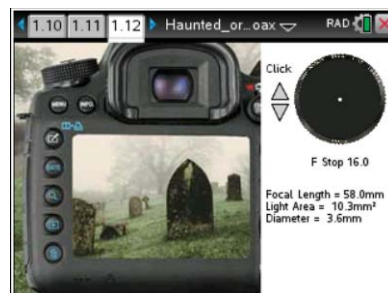 1.10 1.11 1.12 Haunted_or...oax RAD
Click
F Stop 16.0
Focal Length = 58.0mm
Light Area = 10.3mm²
Diameter = 3.6mm
MENU INFO.